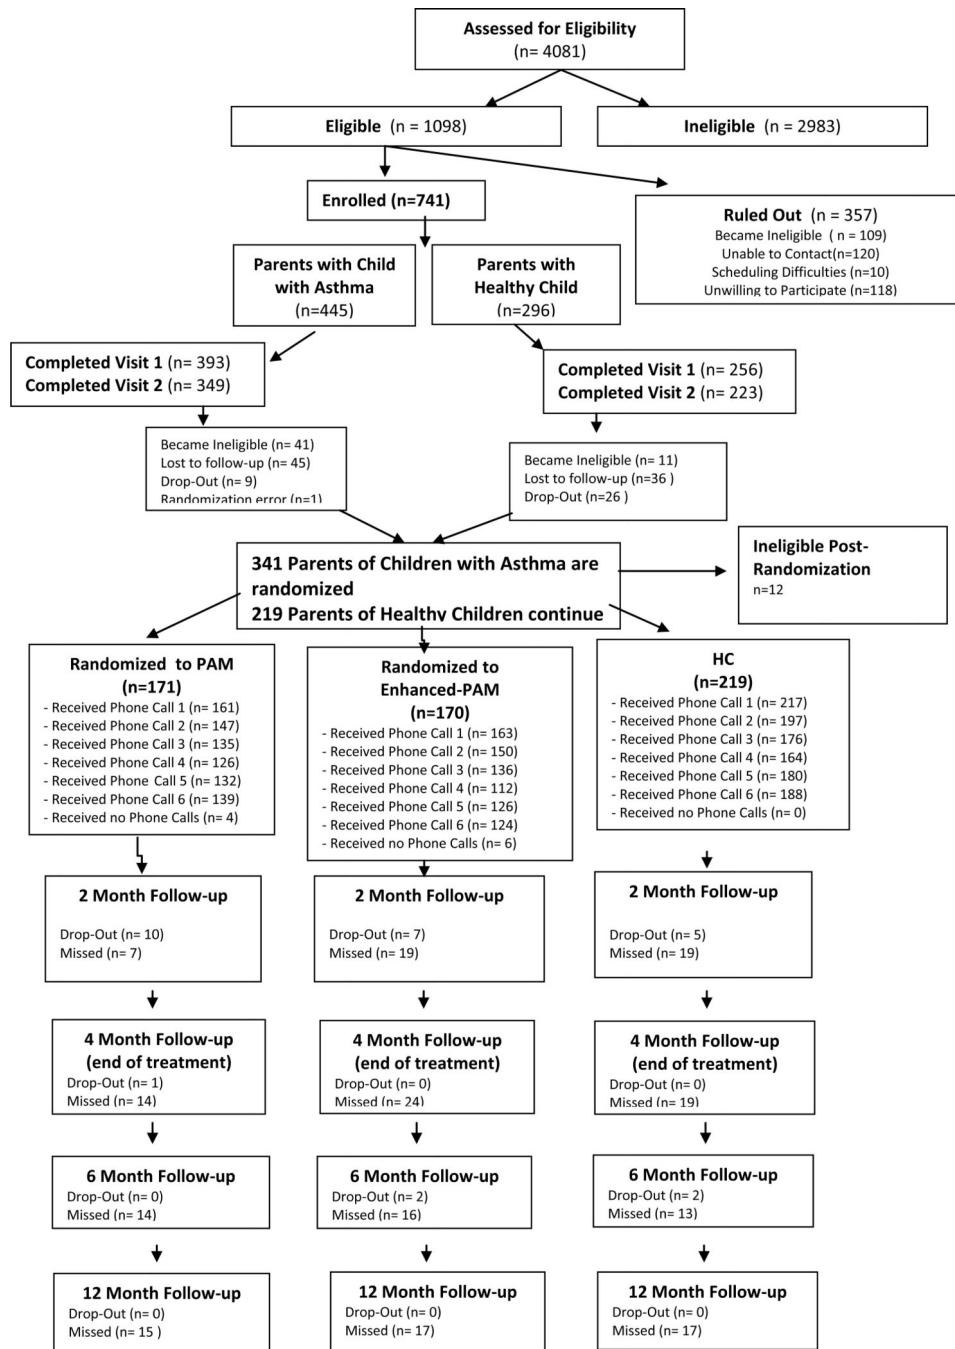 Assessed for Eligibility
(n= 4081)
Eligible (n = 1098)
Ineligible (n = 2983)
Enrolled (n=741)
Ruled Out (n = 357)
Became Ineligible ( n = 109)
Unable to Contact(n=120)
Scheduling Difficulties (n=10)
Unwilling to Participate (n=118)
Parents with Child
with Asthma
(n=445)
Parents with
Healthy Child
(n=296)
Completed Visit 1 (n= 393)
Completed Visit 2 (n= 349)
Completed Visit 1 (n = 256)
Completed Visit 2 (n= 223)
Became Ineligible (n= 41)
Lost to follow-up (n= 45)
Drop-Out (n= 9)
Randomization error (n=1)
Became Ineligible (n= 11)
Lost to follow-up (n=36 )
Drop-Out (n=26 )
341 Parents of Children with Asthma are
randomized
219 Parents of Healthy Children continue
Ineligible Post-
Randomization
n=12
Randomized to PAM
(n=171)
- Received Phone Call 1 (n= 161)
- Received Phone Call 2 (n= 147)
- Received Phone Call 3 (n= 135)
- Received Phone Call 4 (n= 126)
- Received Phone Call 5 (n= 132)
- Received Phone Call 6 (n= 139)
- Received no Phone Calls (n= 4)
Randomized to
Enhanced-PAM
(n=170)
- Received Phone Call 1 (n= 163)
- Received Phone Call 2 (n= 150)
- Received Phone Call 3 (n= 136)
- Received Phone Call 4 (n= 112)
- Received Phone Call 5 (n= 126)
- Received Phone Call 6 (n= 124)
- Received no Phone Calls (n= 6)
HC
(n=219)
- Received Phone Call 1 (n= 217)
- Received Phone Call 2 (n= 197)
- Received Phone Call 3 (n= 176)
- Received Phone Call 4 (n= 164)
- Received Phone Call 5 (n= 180)
- Received Phone Call 6 (n= 188)
- Received no Phone Calls (n= 0)
2 Month Follow-up
Drop-Out (n= 10)
Missed (n= 7)
2 Month Follow-up
Drop-Out (n= 7)
Missed (n= 19)
2 Month Follow-up
Drop-Out (n= 5)
Missed (n= 19)
4 Month Follow-up
(end of treatment)
Drop-Out (n= 1)
Missed (n= 14)
4 Month Follow-up
(end of treatment)
Drop-Out (n= 0)
Missed (n= 24)
4 Month Follow-up
(end of treatment)
Drop-Out (n= 0)
Missed (n= 19)
6 Month Follow-up
Drop-Out (n= 0)
Missed (n= 14)
6 Month Follow-up
Drop-Out (n= 2)
Missed (n= 16)
6 Month Follow-up
Drop-Out (n= 2)
Missed (n= 13)
12 Month Follow-up
Drop-Out (n= 0)
Missed (n= 15 )
12 Month Follow-up
Drop-Out (n= 0)
Missed (n= 17)
12 Month Follow-up
Drop-Out (n= 0)
Missed (n= 17)